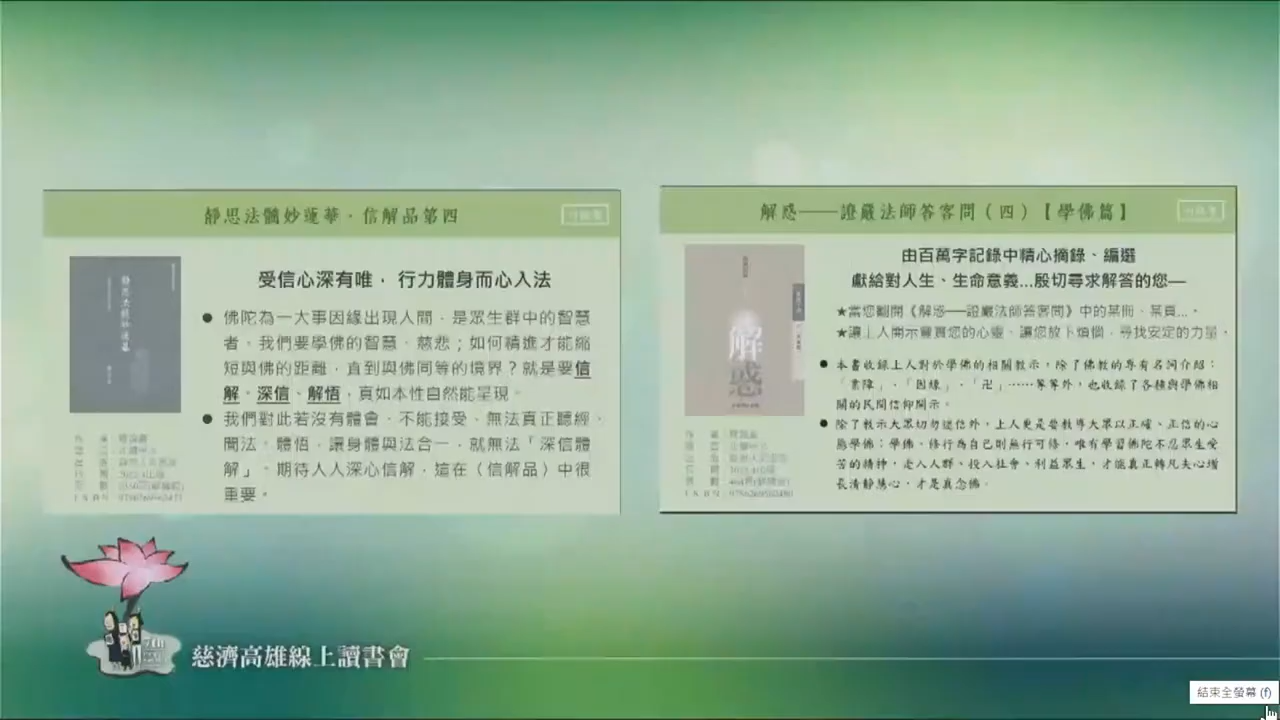 靜思法髓妙蓮華．信解品第四
受信心深有唯， 行力體身而心入法
● 佛陀為一大事因緣出現人間，是眾生群中的智慧
者。我們要學佛的智慧、慈悲；如何精進才能縮
短與佛的距離，直到與佛同等的境界？就是要信
解、深信、解悟，真如本性自然能呈現。
● 我們對此若沒有體會，不能接受，無法真正聽經、
聞法、體悟，讓身體與法合一，就無法「深信體
解」。期待人人深心信解，這在〈信解品〉中很
重要。
靜思法髓妙蓮華
解惑──證嚴法師答客問（四）【學佛篇】
由百萬字記錄中精心摘錄、編選
獻給對人生、生命意義...殷切尋求解答的您—
★當您翻開《解惑──證嚴法師答客問》中的某冊，某頁...，
★讓上人開示豐實您的心靈，讓您放下煩惱，尋找安定的力量。
● 本書收錄上人對於學佛的相關教示，除了佛教的專有名詞介紹：
「業障」、「因緣」、「卍」……等等外，也收錄了各種與學佛相
關的民間信仰開示。
● 除了教示大眾切勿迷信外，上人更是要教導大眾以正確、正信的心
態學佛；學佛、修行為自己則無行可修，唯有學習佛陀不忍眾生受
苦的精神，走入人群、投入社會、利益眾生，才能真正轉凡夫心增
長清靜慧心，才是真念佛。
解惑
慈濟高雄線上讀書會
結束全螢幕 (f)